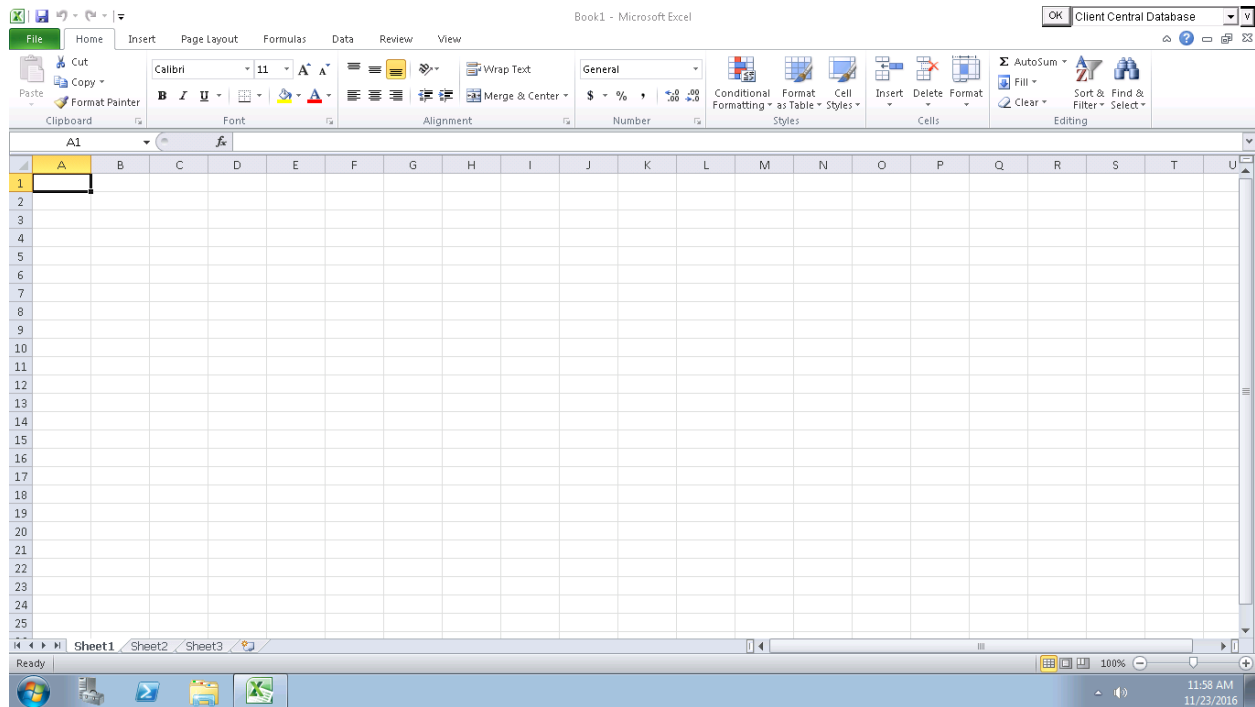 Book1 - Microsoft Excel
OK Client Central Database V
File Home Insert Page Layout Formulas Data Review View
Paste
Cut
Copy
Format Painter
Clipboard
Calibri 11
B I U
Font
Wrap Text
Merge & Center
Alignment
General
$ % , .00 .0
Number
Conditional Formatting
Format as Table
Cell Styles
Styles
Insert Delete Format
Cells
Σ AutoSum
Fill
Clear
Sort & Filter
Find & Select
Editing
A1 fx
A B C D E F G H I J K L M N O P Q R S T U
1
2
3
4
5
6
7
8
9
10
11
12
13
14
15
16
17
18
19
20
21
22
23
24
25
Sheet1 Sheet2 Sheet3
Ready 100%
11:58 AM
11/23/2016